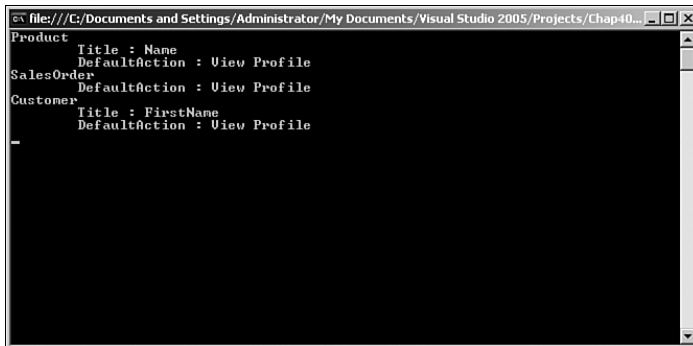 file:///C:/Documents and Settings/Administrator/My Documents/Visual Studio 2005/Projects/Chap40...
Product
Title : Name
DefaultAction : View Profile
SalesOrder
DefaultAction : View Profile
Customer
Title : FirstName
DefaultAction : View Profile